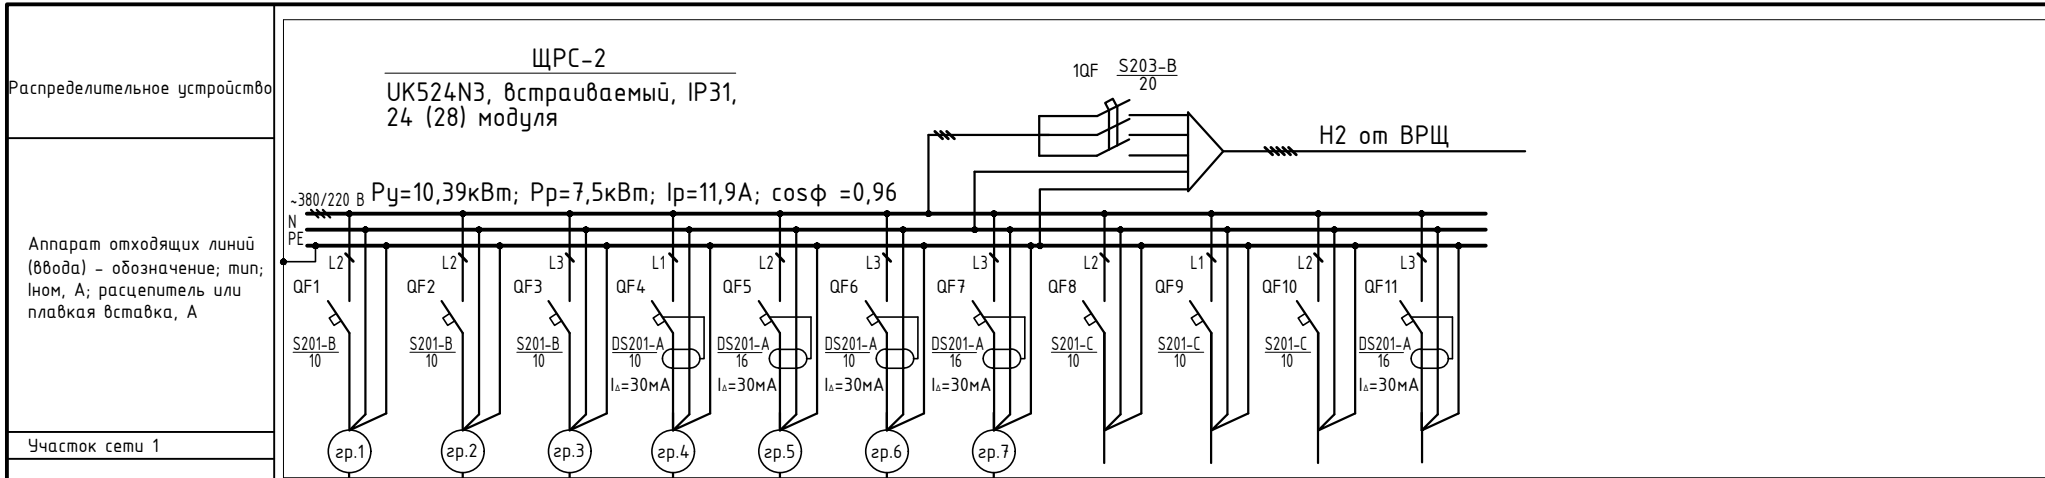 Распределительное устройство
ЩРС-2
UK524N3, встраиваемый, IP31,
24 (28) модуля
1QF S203-B
20
Н2 от ВРЩ
~380/220 В Ру=10,39кВт; Рр=7,5кВт; Iр=11,9А; cosφ =0,96
N
PE
Аппарат отходящих линий
(ввода) - обозначение; тип;
Iном, А; расцепитель или
плавкая вставка, А
L2 L2 L3 L1 L2 L3 L3 L2 L1 L2 L3
QF1 QF2 QF3 QF4 QF5 QF6 QF7 QF8 QF9 QF10 QF11
S201-B S201-B S201-B DS201-A DS201-A DS201-A DS201-A S201-C S201-C S201-C DS201-A
10 10 10 10 16 10 16 10 10 10 16
I∆=30мА I∆=30мА I∆=30мА I∆=30мА I∆=30мА
Участок сети 1
гр.1 гр.2 гр.3 гр.4 гр.5 гр.6 гр.7